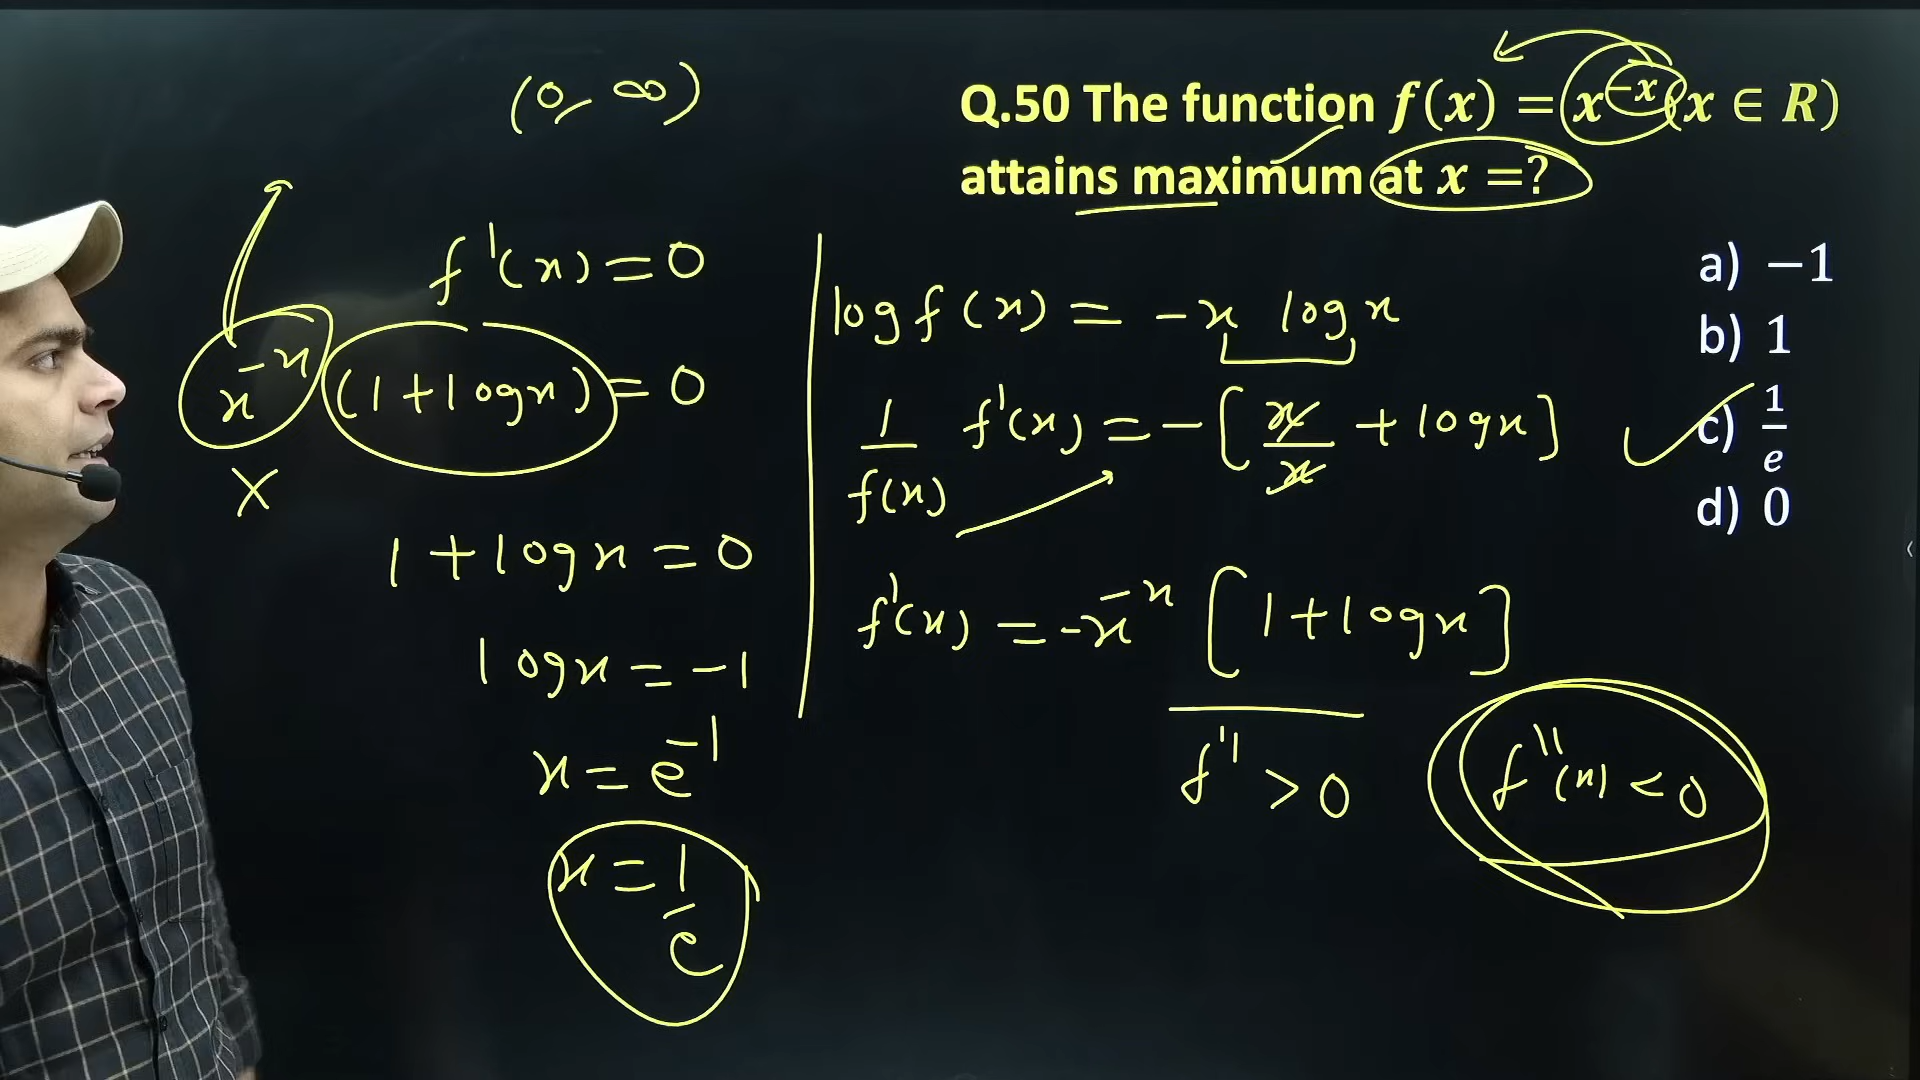 (0, ∞)
Q.50 The function f(x) = x^{-x} (x ∈ R)
attains maximum at x =?
a) −1
b) 1
c) 1/e
d) 0
f'(x) = 0
x^{-x} (1 + log x) = 0
X
1 + log x = 0
log x = -1
x = e^{-1}
x = 1/e
log f(x) = -x log x
1/f(x) f'(x) = -[x/x + log x]
f'(x) = -x^{-x} [1 + log x]
f'' > 0
f''(x) < 0